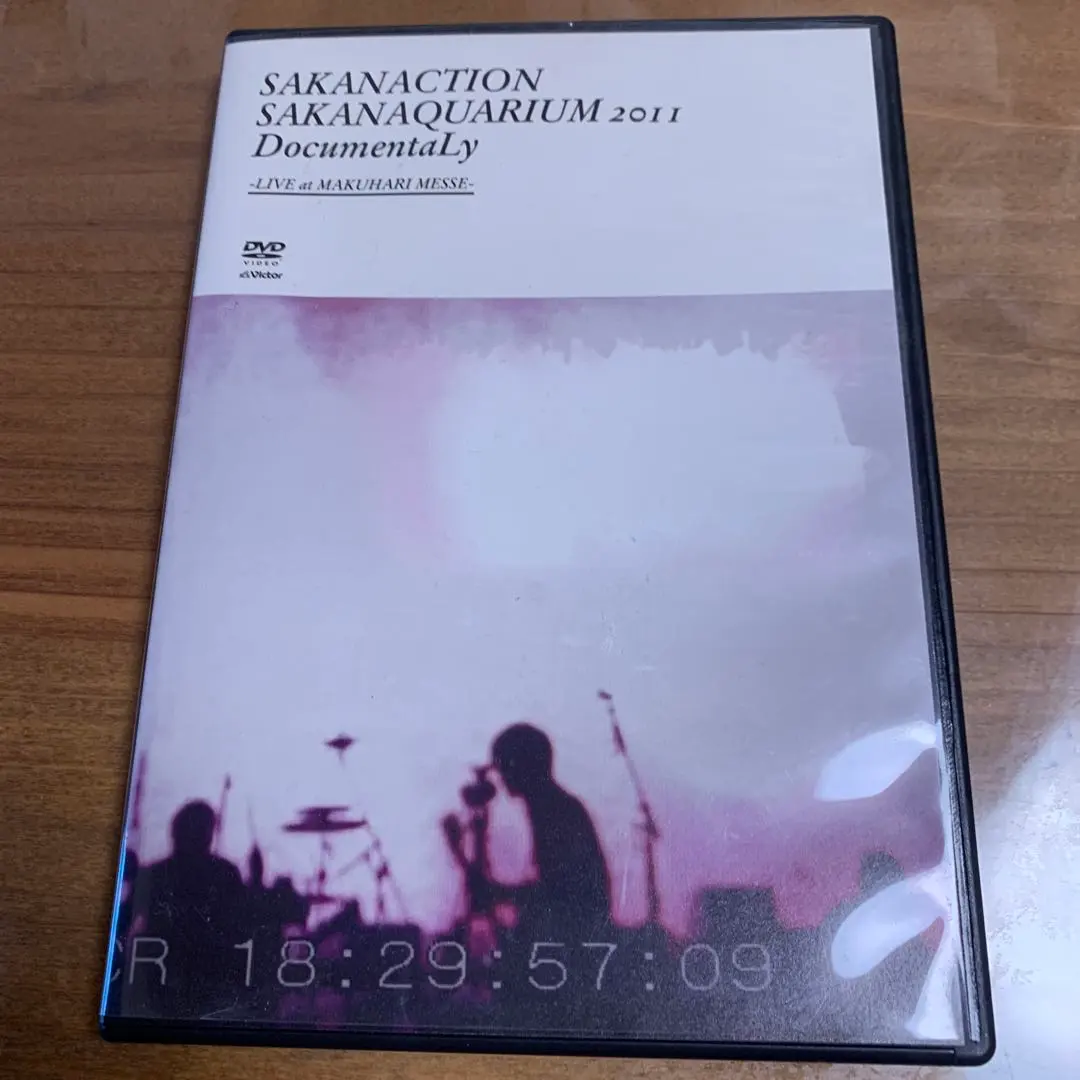 SAKANACTION
SAKANAQUARIUM 2011
DocumentaLy
-LIVE at MAKUHARI MESSE-
DVD
VIDEO
Victor
CR 18:29:57:09